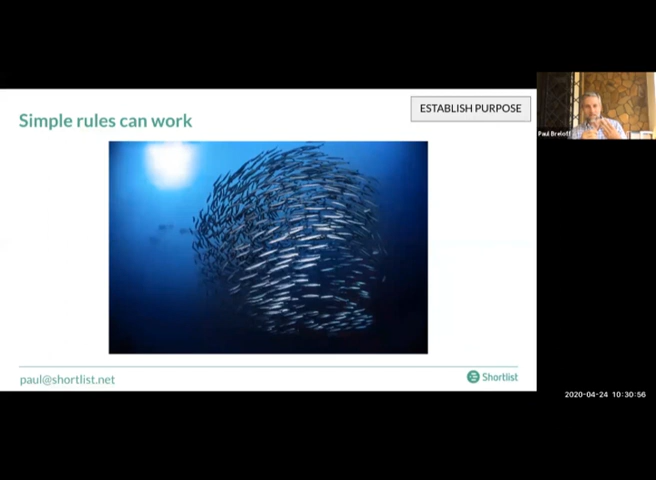 ESTABLISH PURPOSE
Simple rules can work
Paul Breloff
paul@shortlist.net
Shortlist
2020-04-24 10:30:56